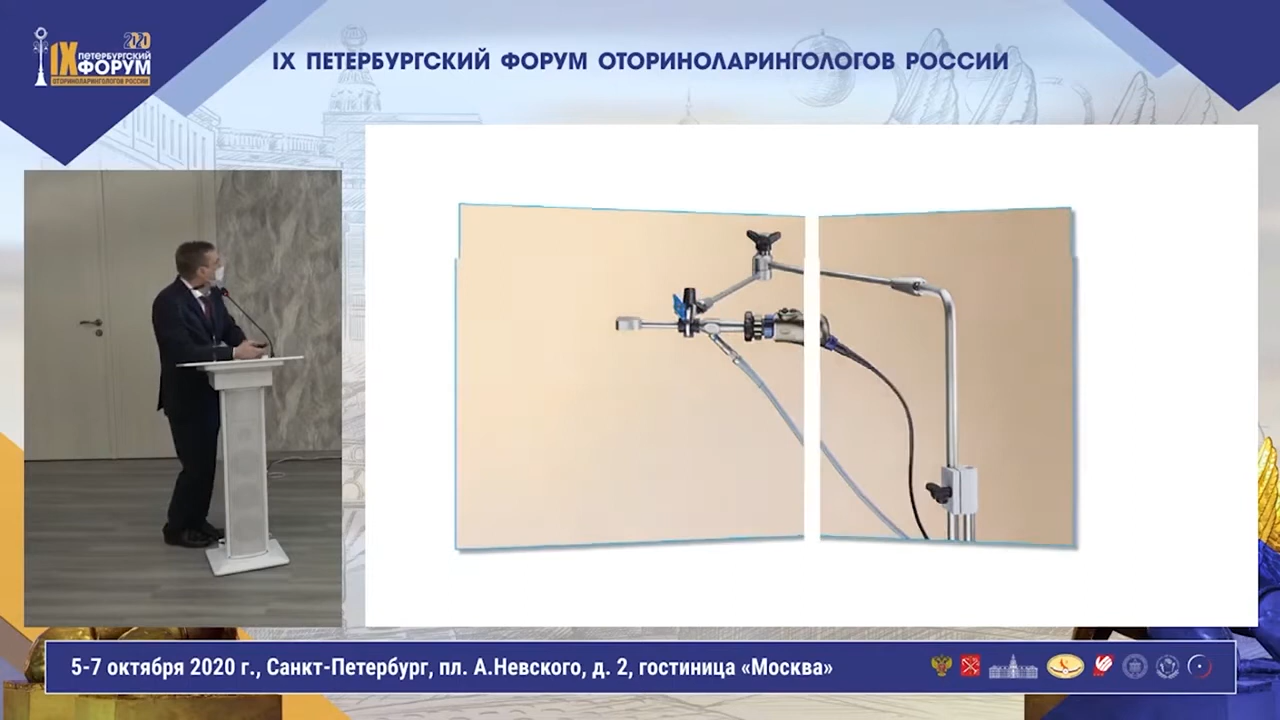 2020
IX ПЕТЕРБУРГСКИЙ
ФОРУМ
ОТОРИНОЛАРИНГОЛОГОВ РОССИИ
IX ПЕТЕРБУРГСКИЙ ФОРУМ ОТОРИНОЛАРИНГОЛОГОВ РОССИИ
5-7 октября 2020 г., Санкт-Петербург, пл. А.Невского, д. 2, гостиница «Москва»